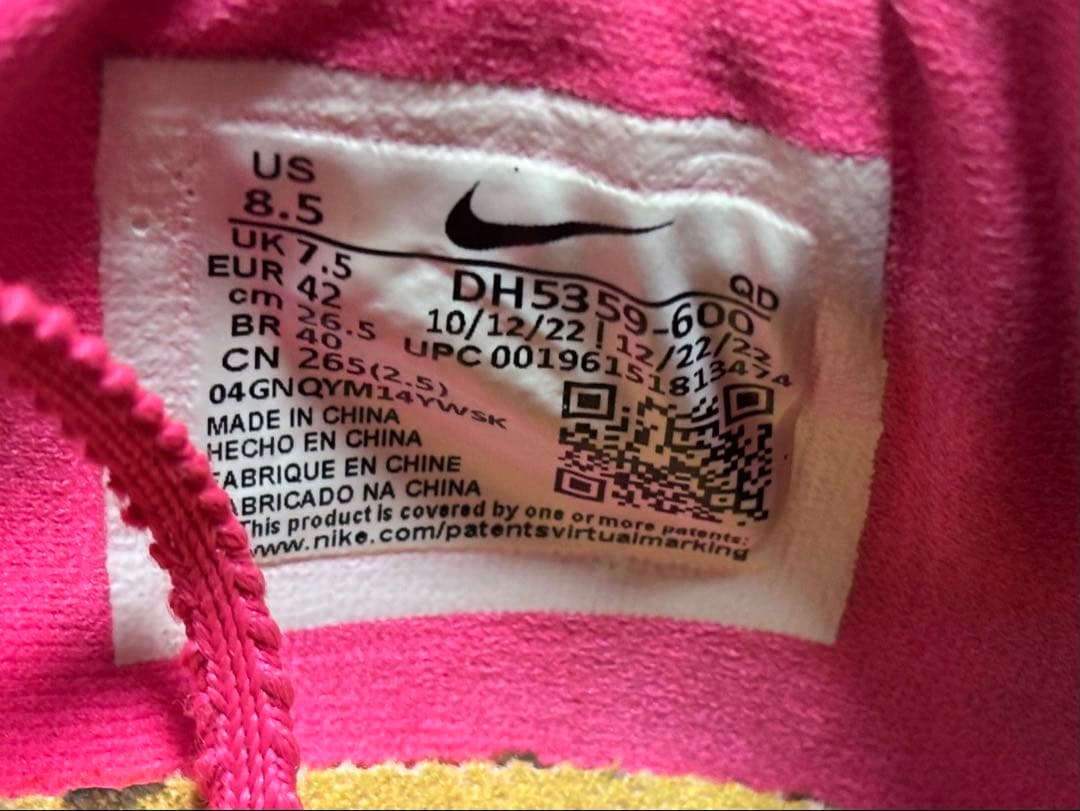 US
8.5
UK 7.5
EUR 42
cm 26.5
BR 40
CN 265(2.5)
QD
DH5359-600
10/12/22 | 12/22/22
UPC 00196151813474
04GNQYM14YWSK
MADE IN CHINA
HECHO EN CHINA
FABRIQUE EN CHINE
ABRICADO NA CHINA
This product is covered by one or more patents:
www.nike.com/patentsvirtualmarking